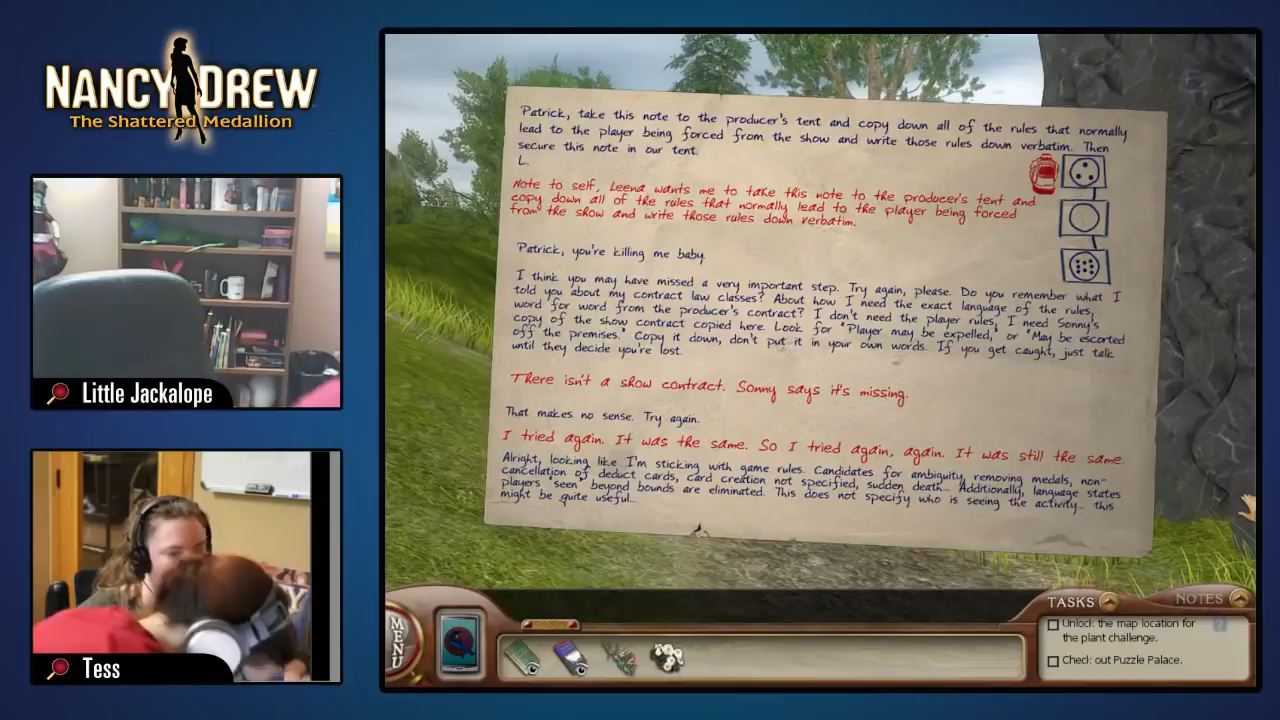 NANCY DREW
The Shattered Medallion
Little Jackalope
Tess
Patrick, take this note to the producer's tent and copy down all of the rules that normally
lead to the player being forced from the show and write those rules down verbatim. Then
secure this note in our tent.
L.
Note to self, Leena wants me to take this note to the producer's tent and
copy down all of the rules that normally lead to the player being forced
from the show and write those rules down verbatim.
Patrick, you're killing me baby.
I think you may have missed a very important step. Try again, please. Do you remember what I
told you about my contract law classes? About how I need the exact language of the rules,
word for word from the producer's contract? I don't need the player rules, I need Sonny's
copy of the show contract copied here. Look for "Player may be expelled," or "May be escorted
off the premises." Copy it down, don't put it in your own words. If you get caught, just talk
until they decide you're lost.
There isn't a show contract. Sonny says it's missing.
That makes no sense. Try again.
I tried again. It was the same. So I tried again, again. It was still the same.
Alright, looking like I'm sticking with game rules. Candidates for ambiguity, removing medals, non-
cancellation of deduct cards, card creation not specified, sudden death... Additionally, language states
players "seen" beyond bounds are eliminated. This does not specify who is seeing the activity... this
might be quite useful...
MENU
TASKS
NOTES
Unlock the map location for
the plant challenge.
?
Check out Puzzle Palace.